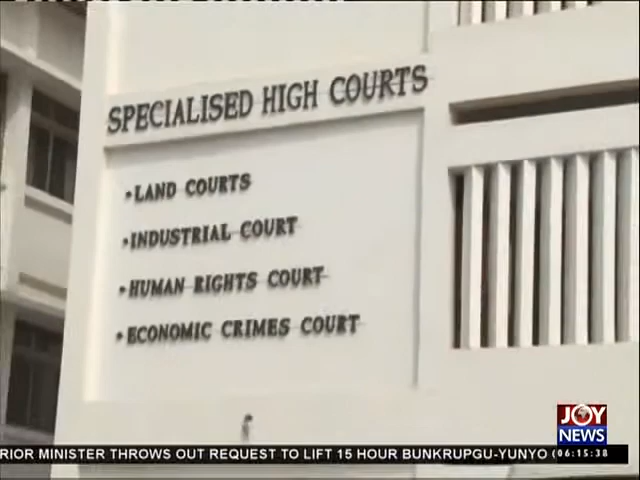 SPECIALISED HIGH COURTS
•LAND COURTS
•INDUSTRIAL COURT
•HUMAN RIGHTS COURT
•ECONOMIC CRIMES COURT
JOY
NEWS
RIOR MINISTER THROWS OUT REQUEST TO LIFT 15 HOUR BUNKRUPGU-YUNYO (
06:15:38